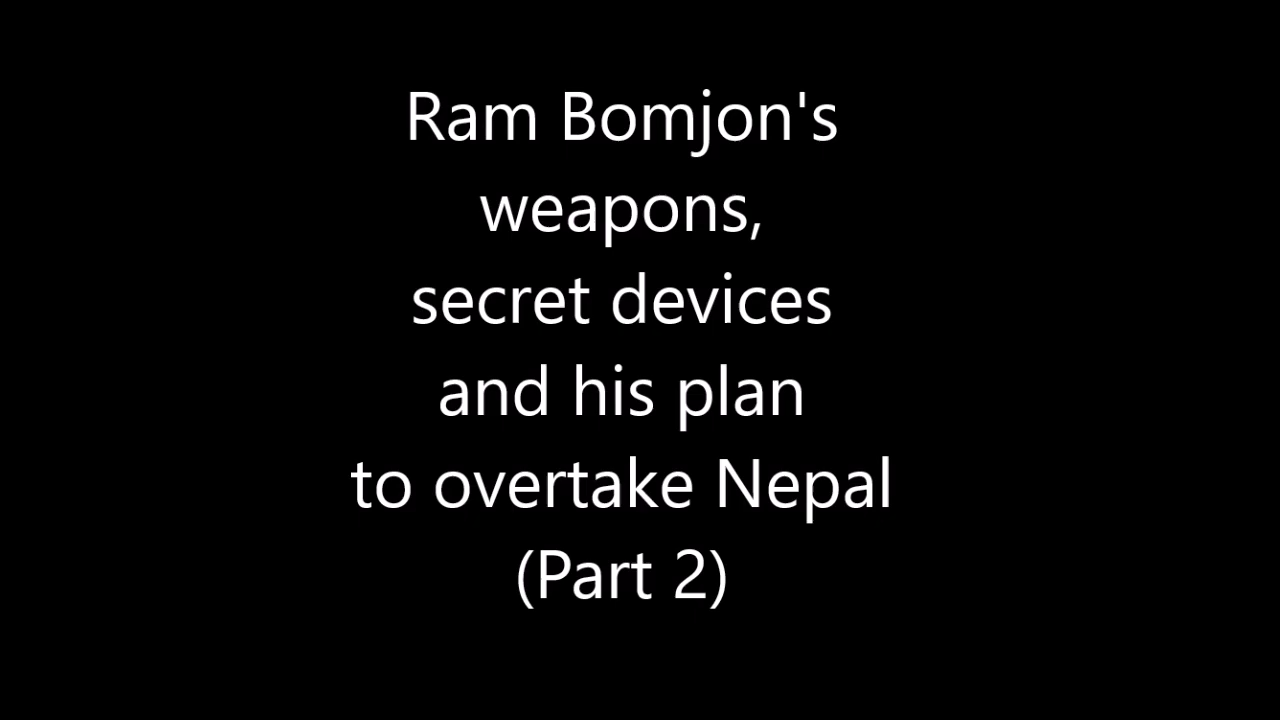 Ram Bomjon's
weapons,
secret devices
and his plan
to overtake Nepal
(Part 2)